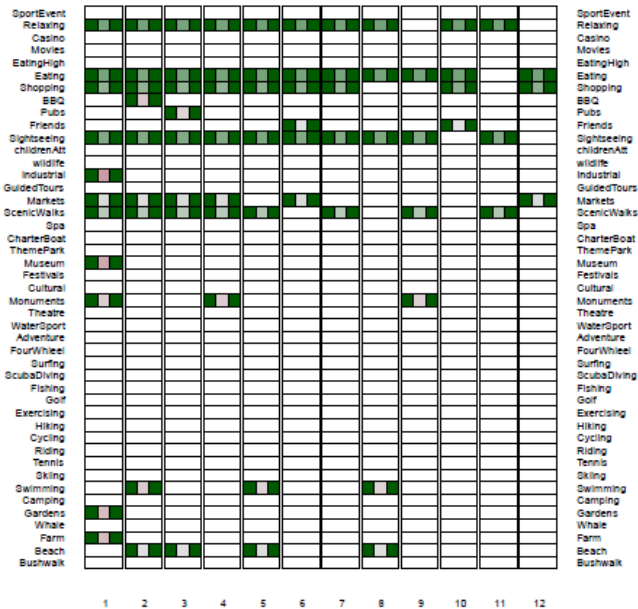 SportEvent SportEvent
Relaxing Relaxing
Casino Casino
Movies Movies
EatingHigh EatingHigh
Eating Eating
Shopping Shopping
BBQ BBQ
Pubs Pubs
Friends Friends
Sightseeing Sightseeing
childrenAtt childrenAtt
wildlife wildlife
Industrial Industrial
GuidedTours GuidedTours
Markets Markets
ScenicWalks ScenicWalks
Spa Spa
CharterBoat CharterBoat
ThemePark ThemePark
Museum Museum
Festivals Festivals
Cultural Cultural
Monuments Monuments
Theatre Theatre
WaterSport WaterSport
Adventure Adventure
FourWheel FourWheel
Surfing Surfing
ScubaDiving ScubaDiving
Fishing Fishing
Golf Golf
Exercising Exercising
Hiking Hiking
Cycling Cycling
Riding Riding
Tennis Tennis
Skiing Skiing
Swimming Swimming
Camping Camping
Gardens Gardens
Whale Whale
Farm Farm
Beach Beach
Bushwalk Bushwalk
1 2 3 4 5 6 7 8 9 10 11 12